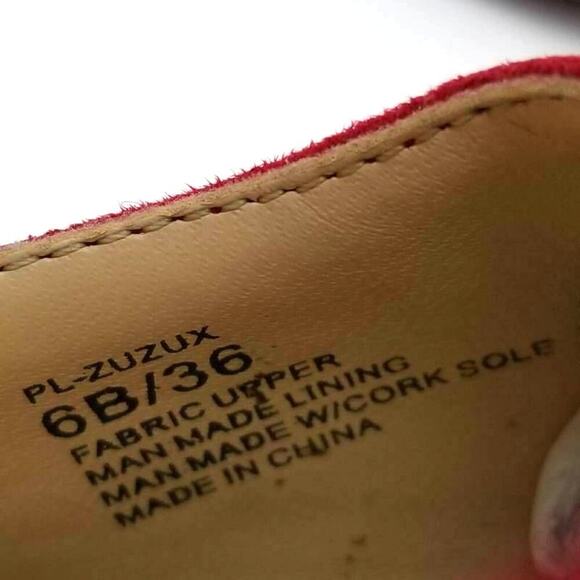 PL-ZUZUX
6B/36
FABRIC UPPER
MAN MADE LINING
MAN MADE W/CORK SOLE
MADE IN CHINA